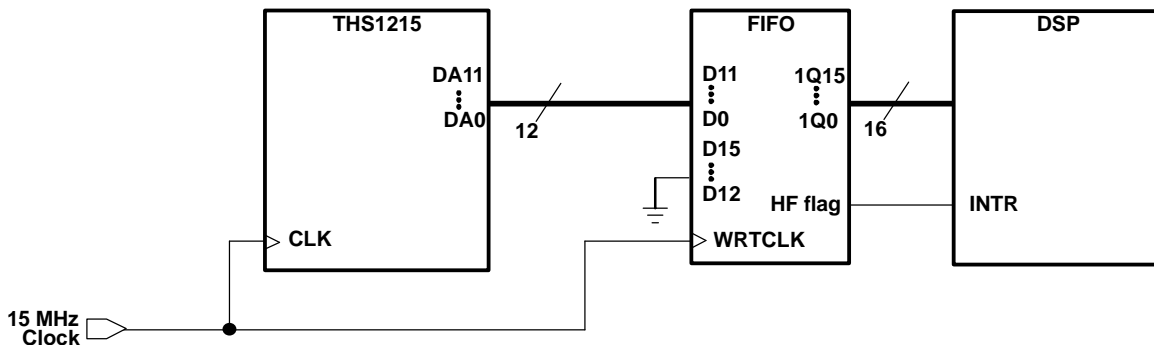 THS1215
DA11
DA0
CLK
12
FIFO
D11
D0
D15
D12
1Q15
1Q0
HF flag
WRTCLK
16
DSP
INTR
15 MHz
Clock